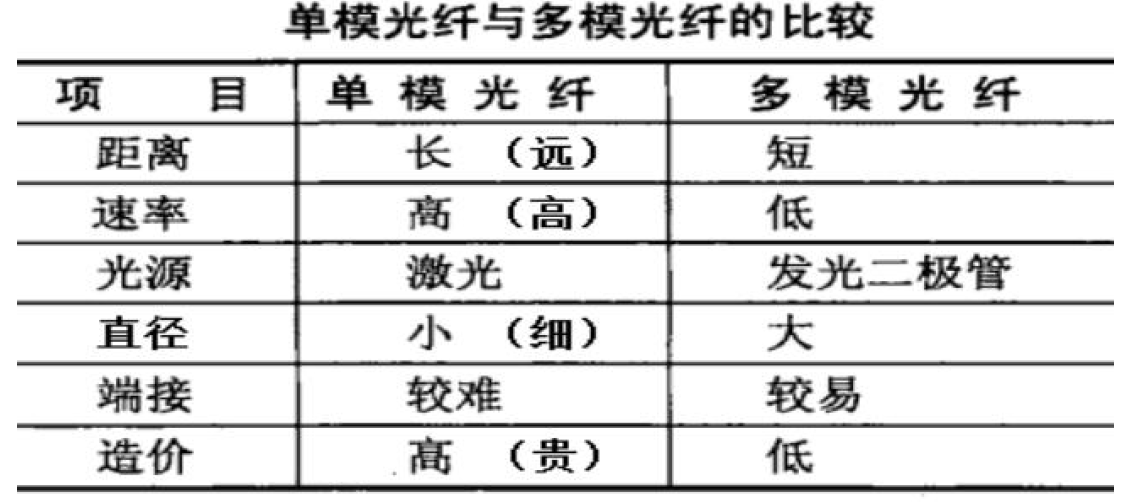 单模光纤与多模光纤的比较
项 目 单模光纤 多模光纤
距离 长（远） 短
速率 高（高） 低
光源 激光 发光二极管
直径 小（细） 大
端接 较难 较易
造价 高（贵） 低